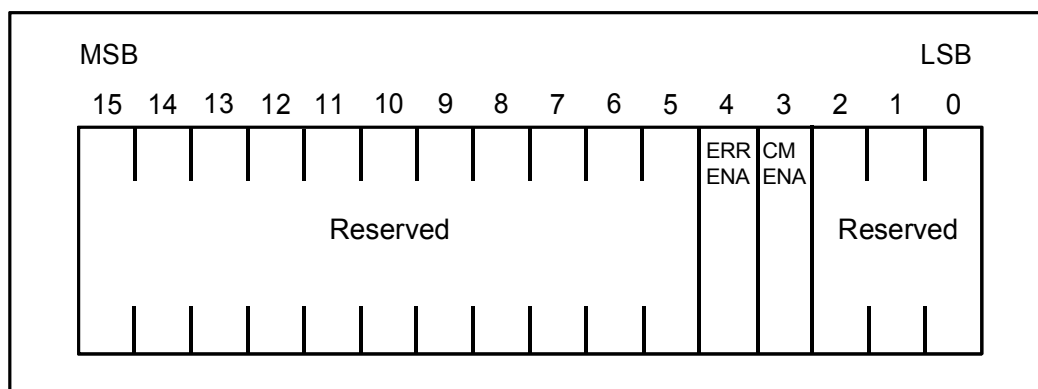 MSB LSB
15 14 13 12 11 10 9 8 7 6 5 4 3 2 1 0
ERR CM
ENA ENA
Reserved Reserved